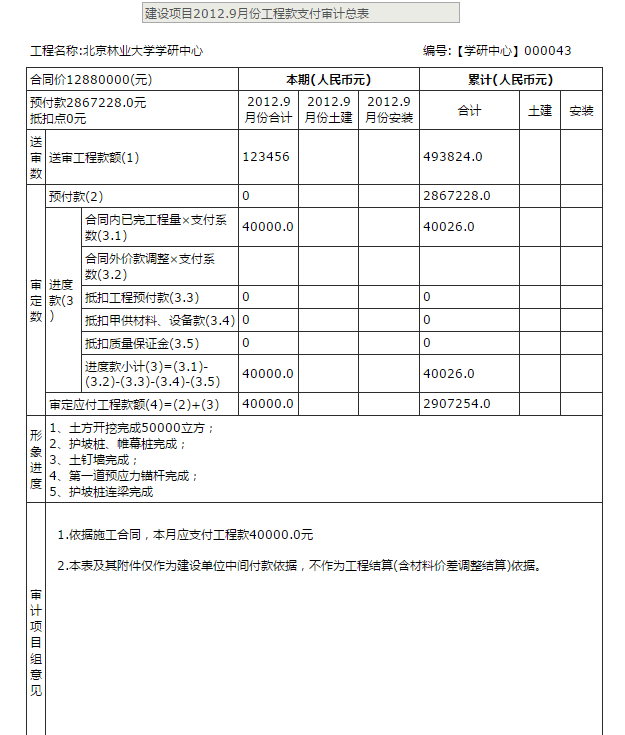 建设项目2012.9月份工程款支付审计总表
工程名称:北京林业大学学研中心 编号:【学研中心】000043
合同价12880000(元) 本期(人民币元) 累计(人民币元)
预付款2867228.0元
抵扣点0元
2012.9
月份合计
2012.9
月份土建
2012.9
月份安装
合计 土建 安装
送
审
数
送审工程款额(1) 123456 493824.0
审
定
数
预付款(2) 0 2867228.0
进度
款(3
)
合同内已完工程量×支付系
数(3.1)
40000.0 40026.0
合同外价款调整×支付系
数(3.2)
抵扣工程预付款(3.3) 0 0
抵扣甲供材料、设备款(3.4) 0 0
抵扣质量保证金(3.5) 0 0
进度款小计(3)=(3.1)-
(3.2)-(3.3)-(3.4)-(3.5)
40000.0 40026.0
审定应付工程款额(4)=(2)+(3) 40000.0 2907254.0
形
象
进
度
1、土方开挖完成50000立方；
2、护坡桩、帷幕桩完成；
3、土钉墙完成；
4、第一道预应力锚杆完成；
5、护坡桩连梁完成
审
计
项
目
组
意
见
1.依据施工合同，本月应支付工程款40000.0元
2.本表及其附件仅作为建设单位中间付款依据，不作为工程结算(含材料价差调整结算)依据。